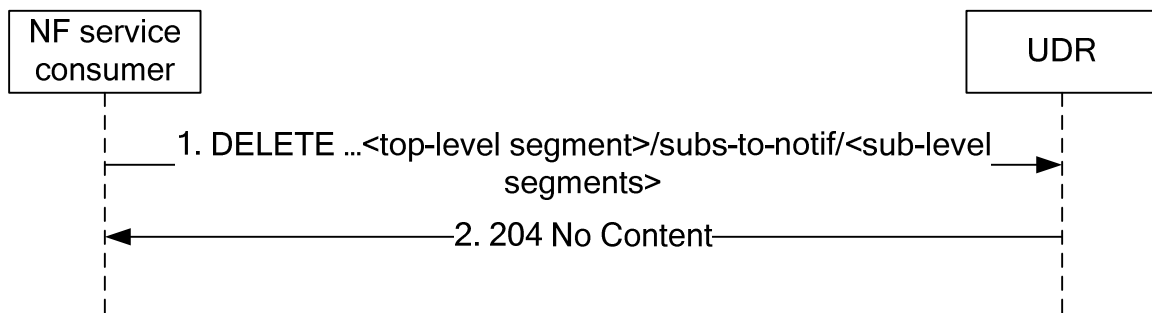 NF service
consumer
UDR
1. DELETE ...<top-level segment>/subs-to-notif/<sub-level
segments>
2. 204 No Content